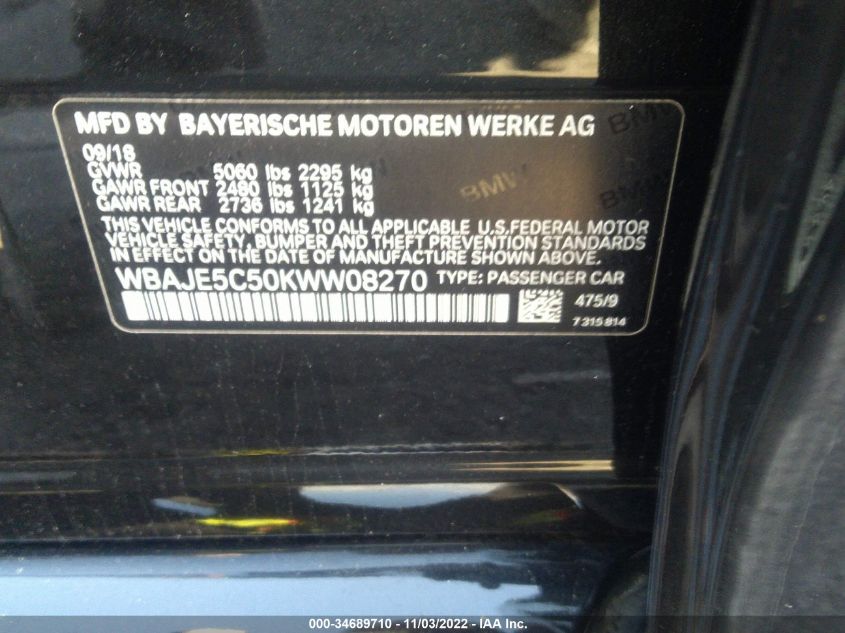 MFD BY BAYERISCHE MOTOREN WERKE AG
BMW
09/18
GVWR 5060 lbs 2295 kg
BMW
BMW
GAWR FRONT 2480 lbs 1125 kg
GAWR REAR 2736 lbs 1241 kg
THIS VEHICLE CONFORMS TO ALL APPLICABLE U.S.FEDERAL MOTOR
VEHICLE SAFETY, BUMPER AND THEFT PREVENTION STANDARDS
IN EFFECT ON THE DATE OF MANUFACTURE SHOWN ABOVE.
WBAJE5C50KWW08270 TYPE: PASSENGER CAR
475/9
7 315 814
000-34689710 - 11/03/2022 - IAA Inc.